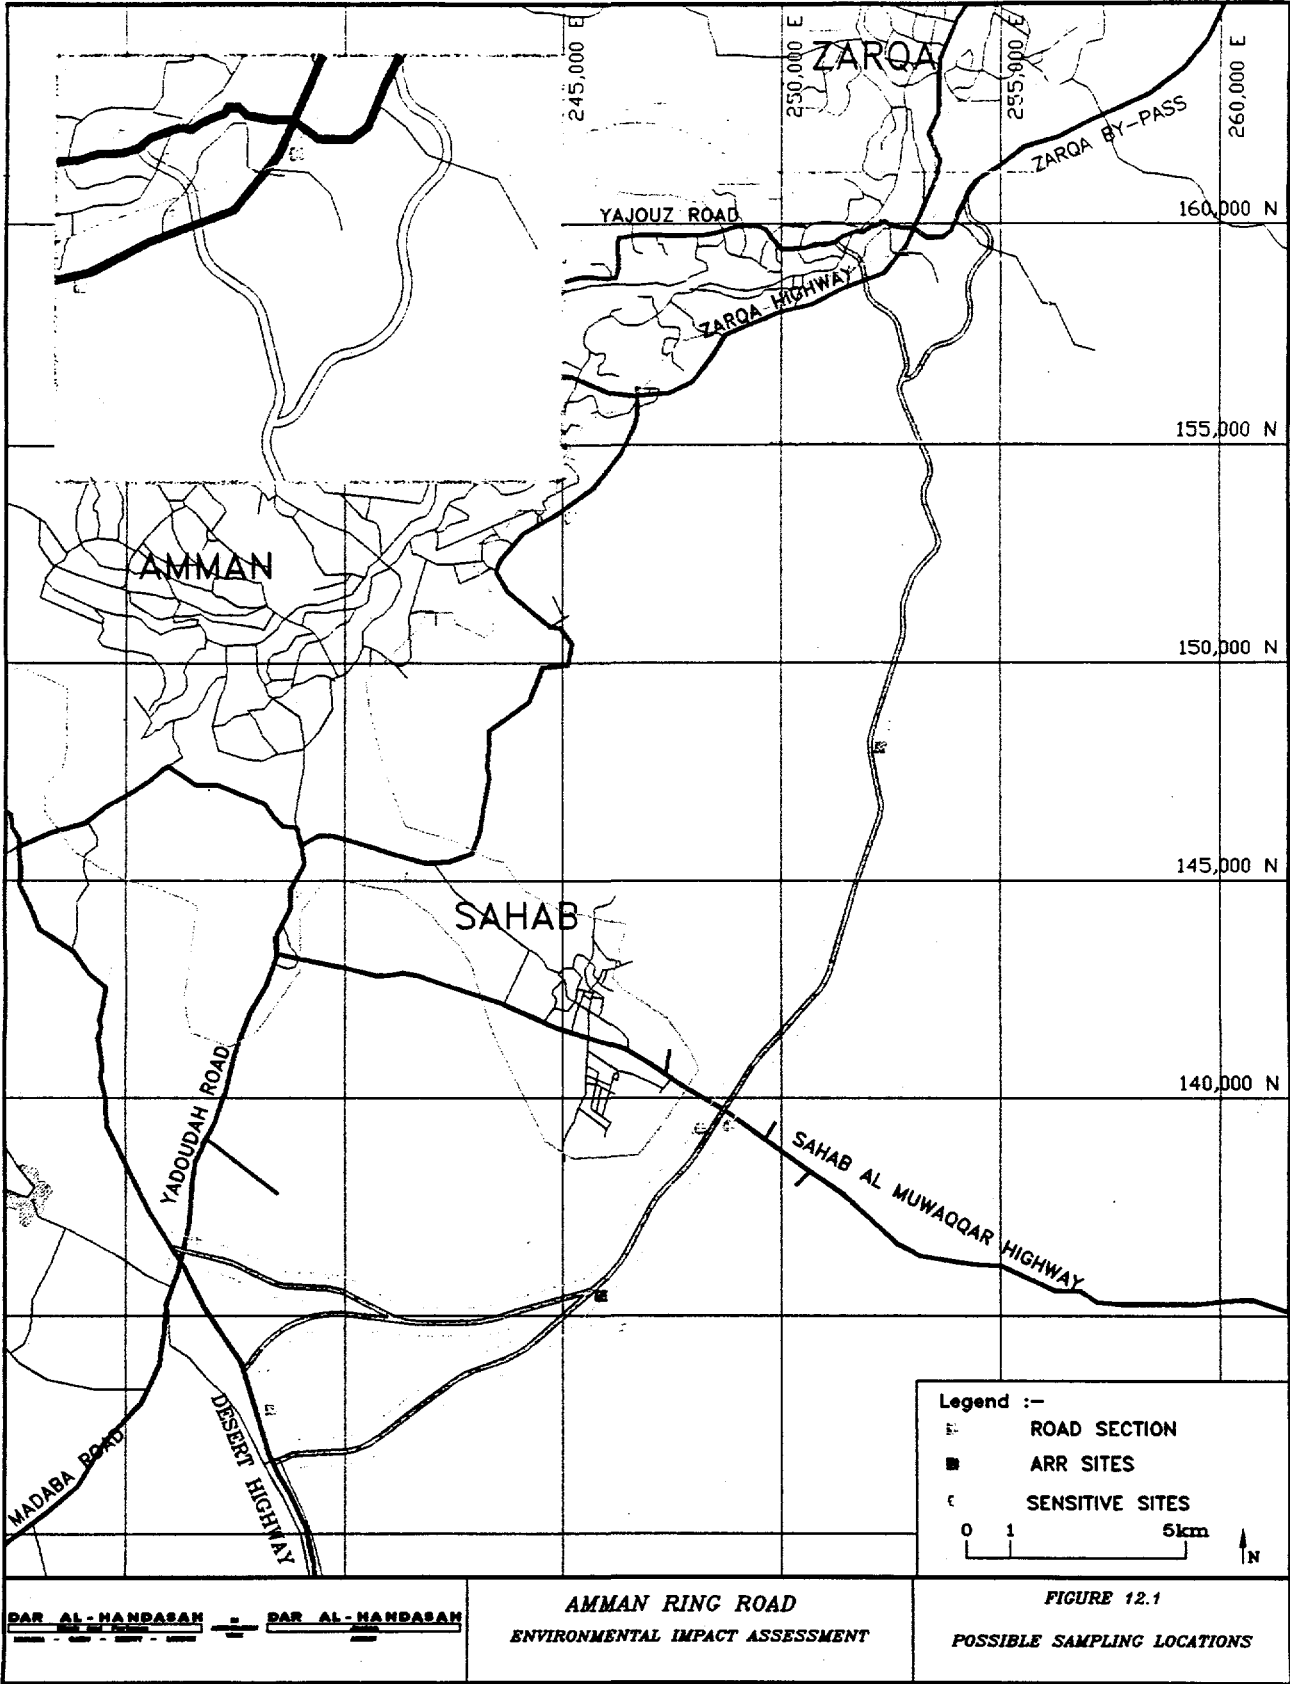 245,000 E
250,000 E
255,000 E
260,000 E
ZARQA
ZARQA BY-PASS
160,000 N
YAJOUZ ROAD
ZARQA HIGHWAY
155,000 N
AMMAN
150,000 N
145,000 N
SAHAB
140,000 N
YADOUDAH ROAD
SAHAB AL MUWAQQAR HIGHWAY
DESERT HIGHWAY
MADABA ROAD
Legend :-
ROAD SECTION
ARR SITES
SENSITIVE SITES
0 1 5km
N
DAR AL-HANDASAH
DAR AL-HANDASAH
AMMAN RING ROAD
ENVIRONMENTAL IMPACT ASSESSMENT
FIGURE 12.1
POSSIBLE SAMPLING LOCATIONS